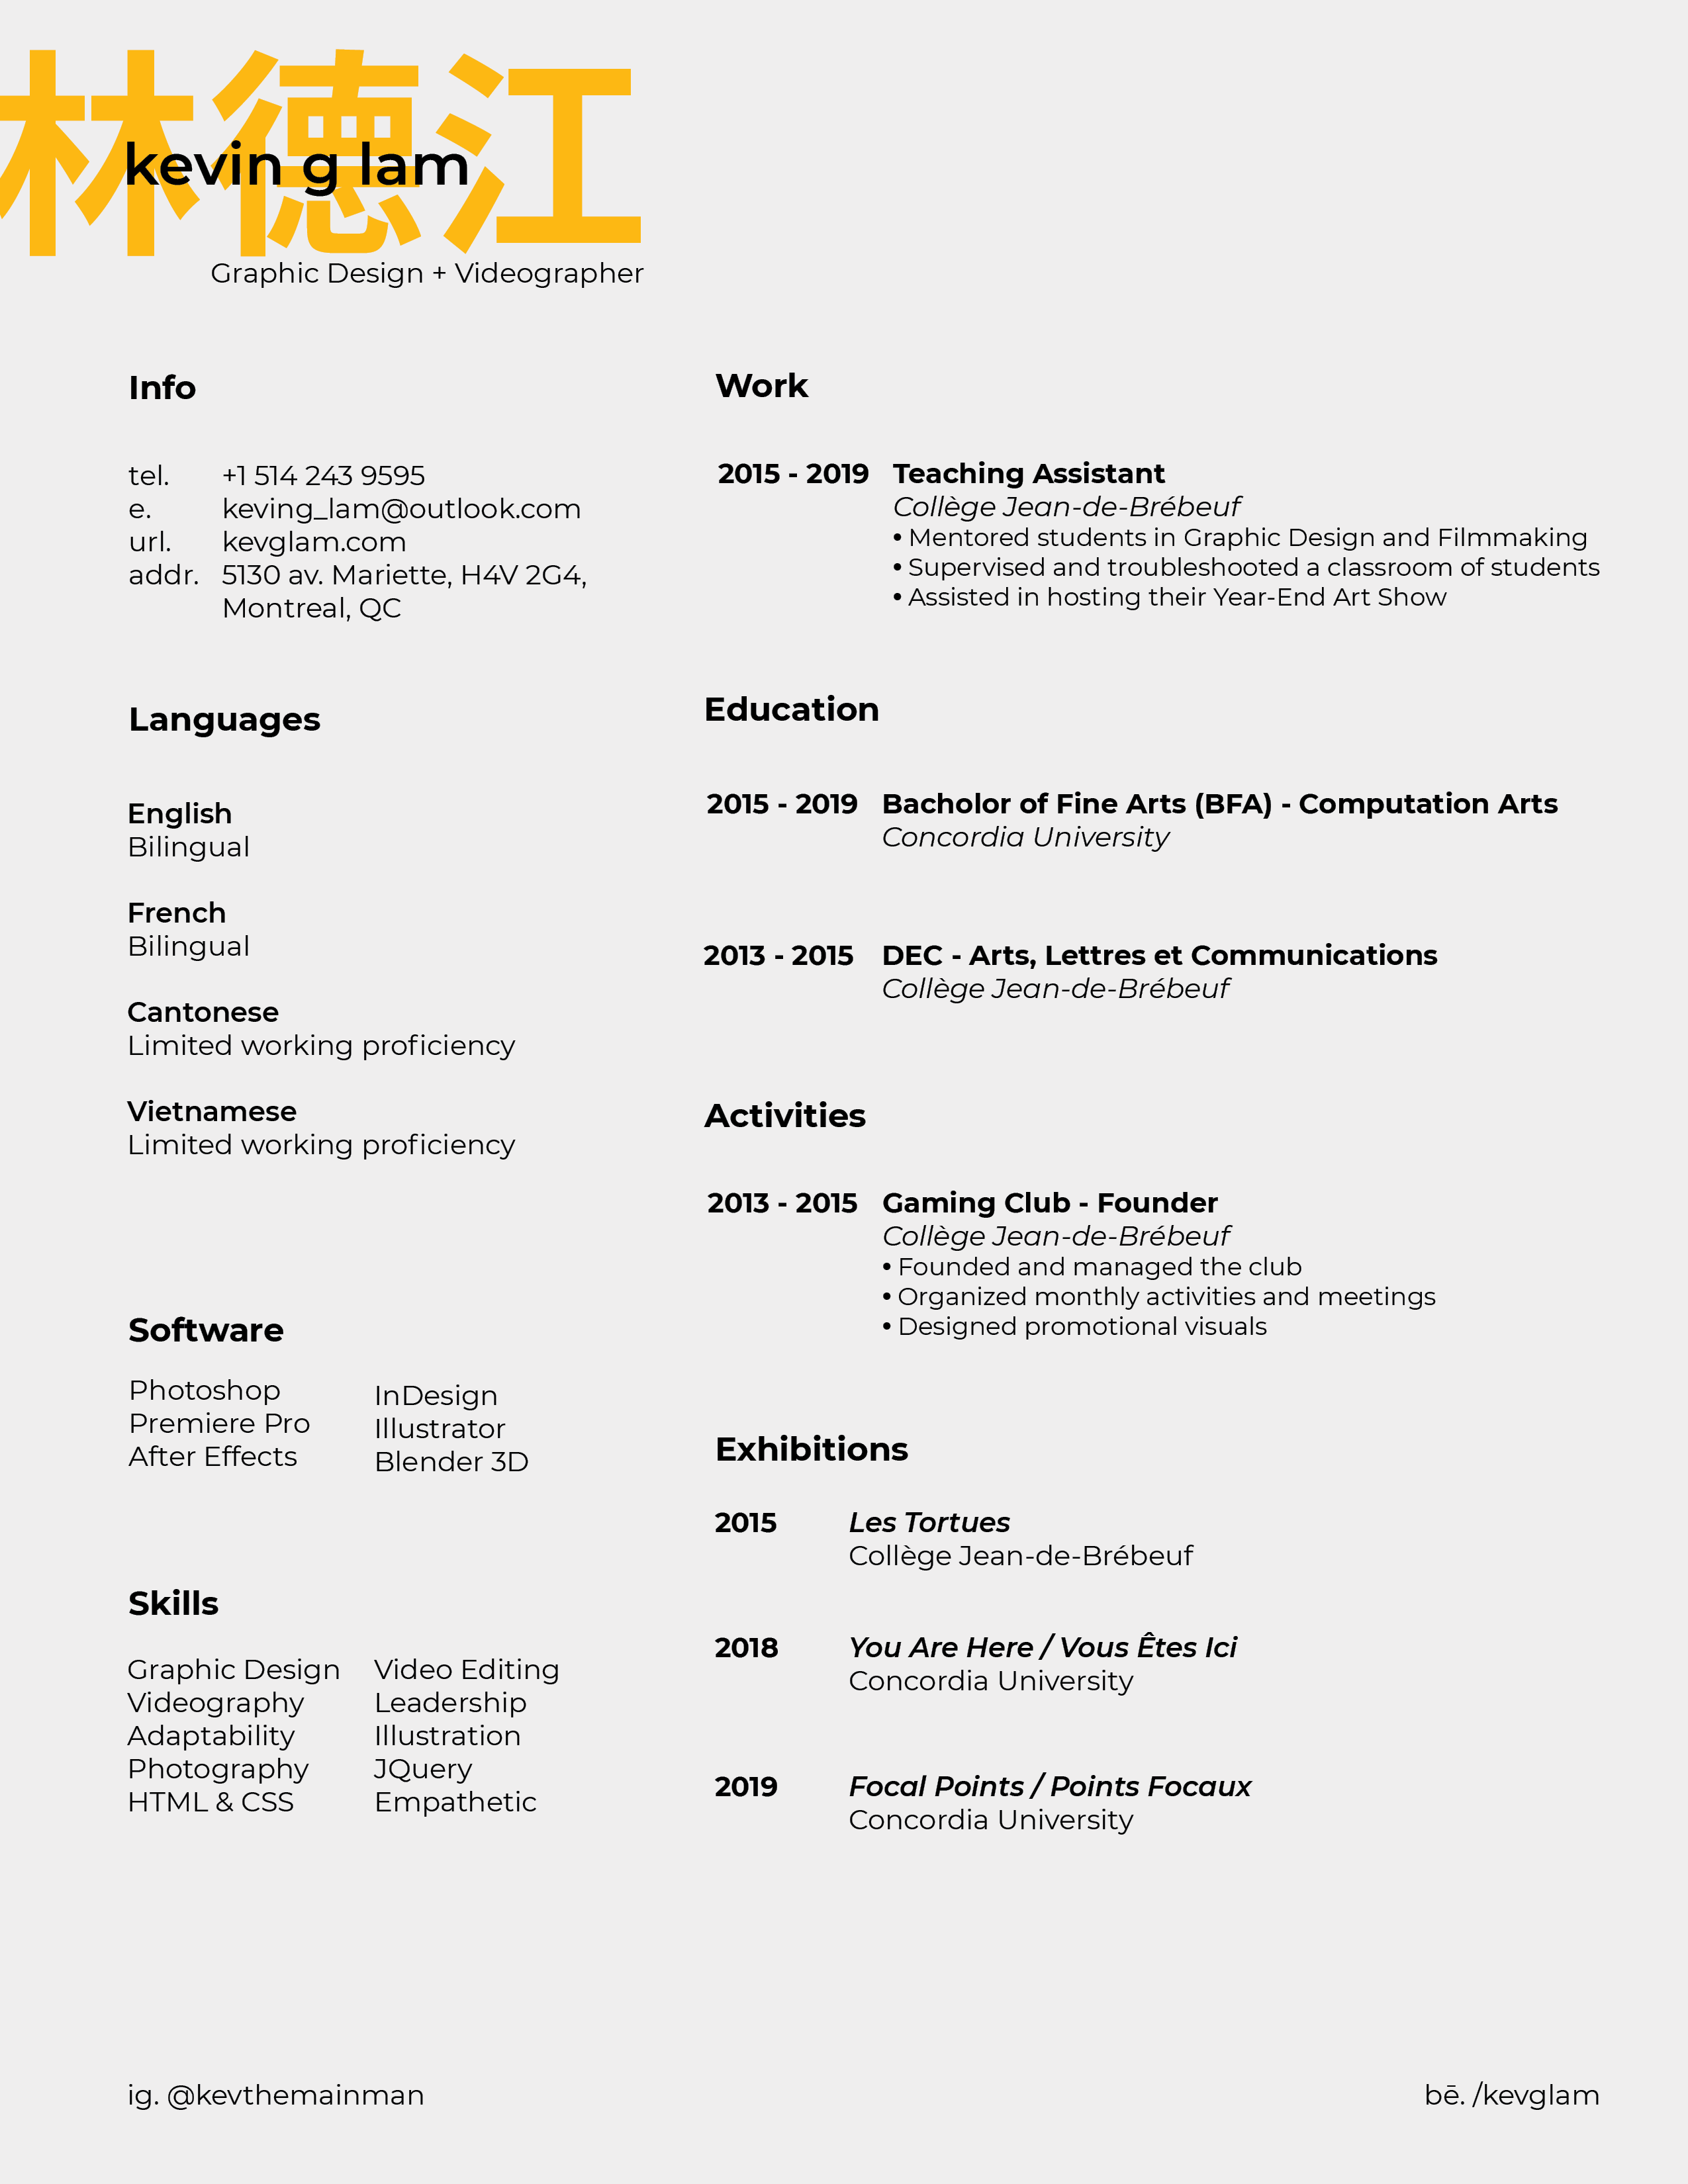 林德江
kevin g lam
Graphic Design + Videographer
Info
tel. +1 514 243 9595
e. keving_lam@outlook.com
url. kevglam.com
addr. 5130 av. Mariette, H4V 2G4,
Montreal, QC
Languages
English
Bilingual
French
Bilingual
Cantonese
Limited working proficiency
Vietnamese
Limited working proficiency
Software
Photoshop
Premiere Pro
After Effects
InDesign
Illustrator
Blender 3D
Skills
Graphic Design
Videography
Adaptability
Photography
HTML & CSS
Video Editing
Leadership
Illustration
JQuery
Empathetic
Work
2015 - 2019 Teaching Assistant
Collège Jean-de-Brébeuf
• Mentored students in Graphic Design and Filmmaking
• Supervised and troubleshooted a classroom of students
• Assisted in hosting their Year-End Art Show
Education
2015 - 2019 Bacholor of Fine Arts (BFA) - Computation Arts
Concordia University
2013 - 2015 DEC - Arts, Lettres et Communications
Collège Jean-de-Brébeuf
Activities
2013 - 2015 Gaming Club - Founder
Collège Jean-de-Brébeuf
• Founded and managed the club
• Organized monthly activities and meetings
• Designed promotional visuals
Exhibitions
2015 Les Tortues
Collège Jean-de-Brébeuf
2018 You Are Here / Vous Êtes Ici
Concordia University
2019 Focal Points / Points Focaux
Concordia University
ig. @kevthemainman
bē. /kevglam